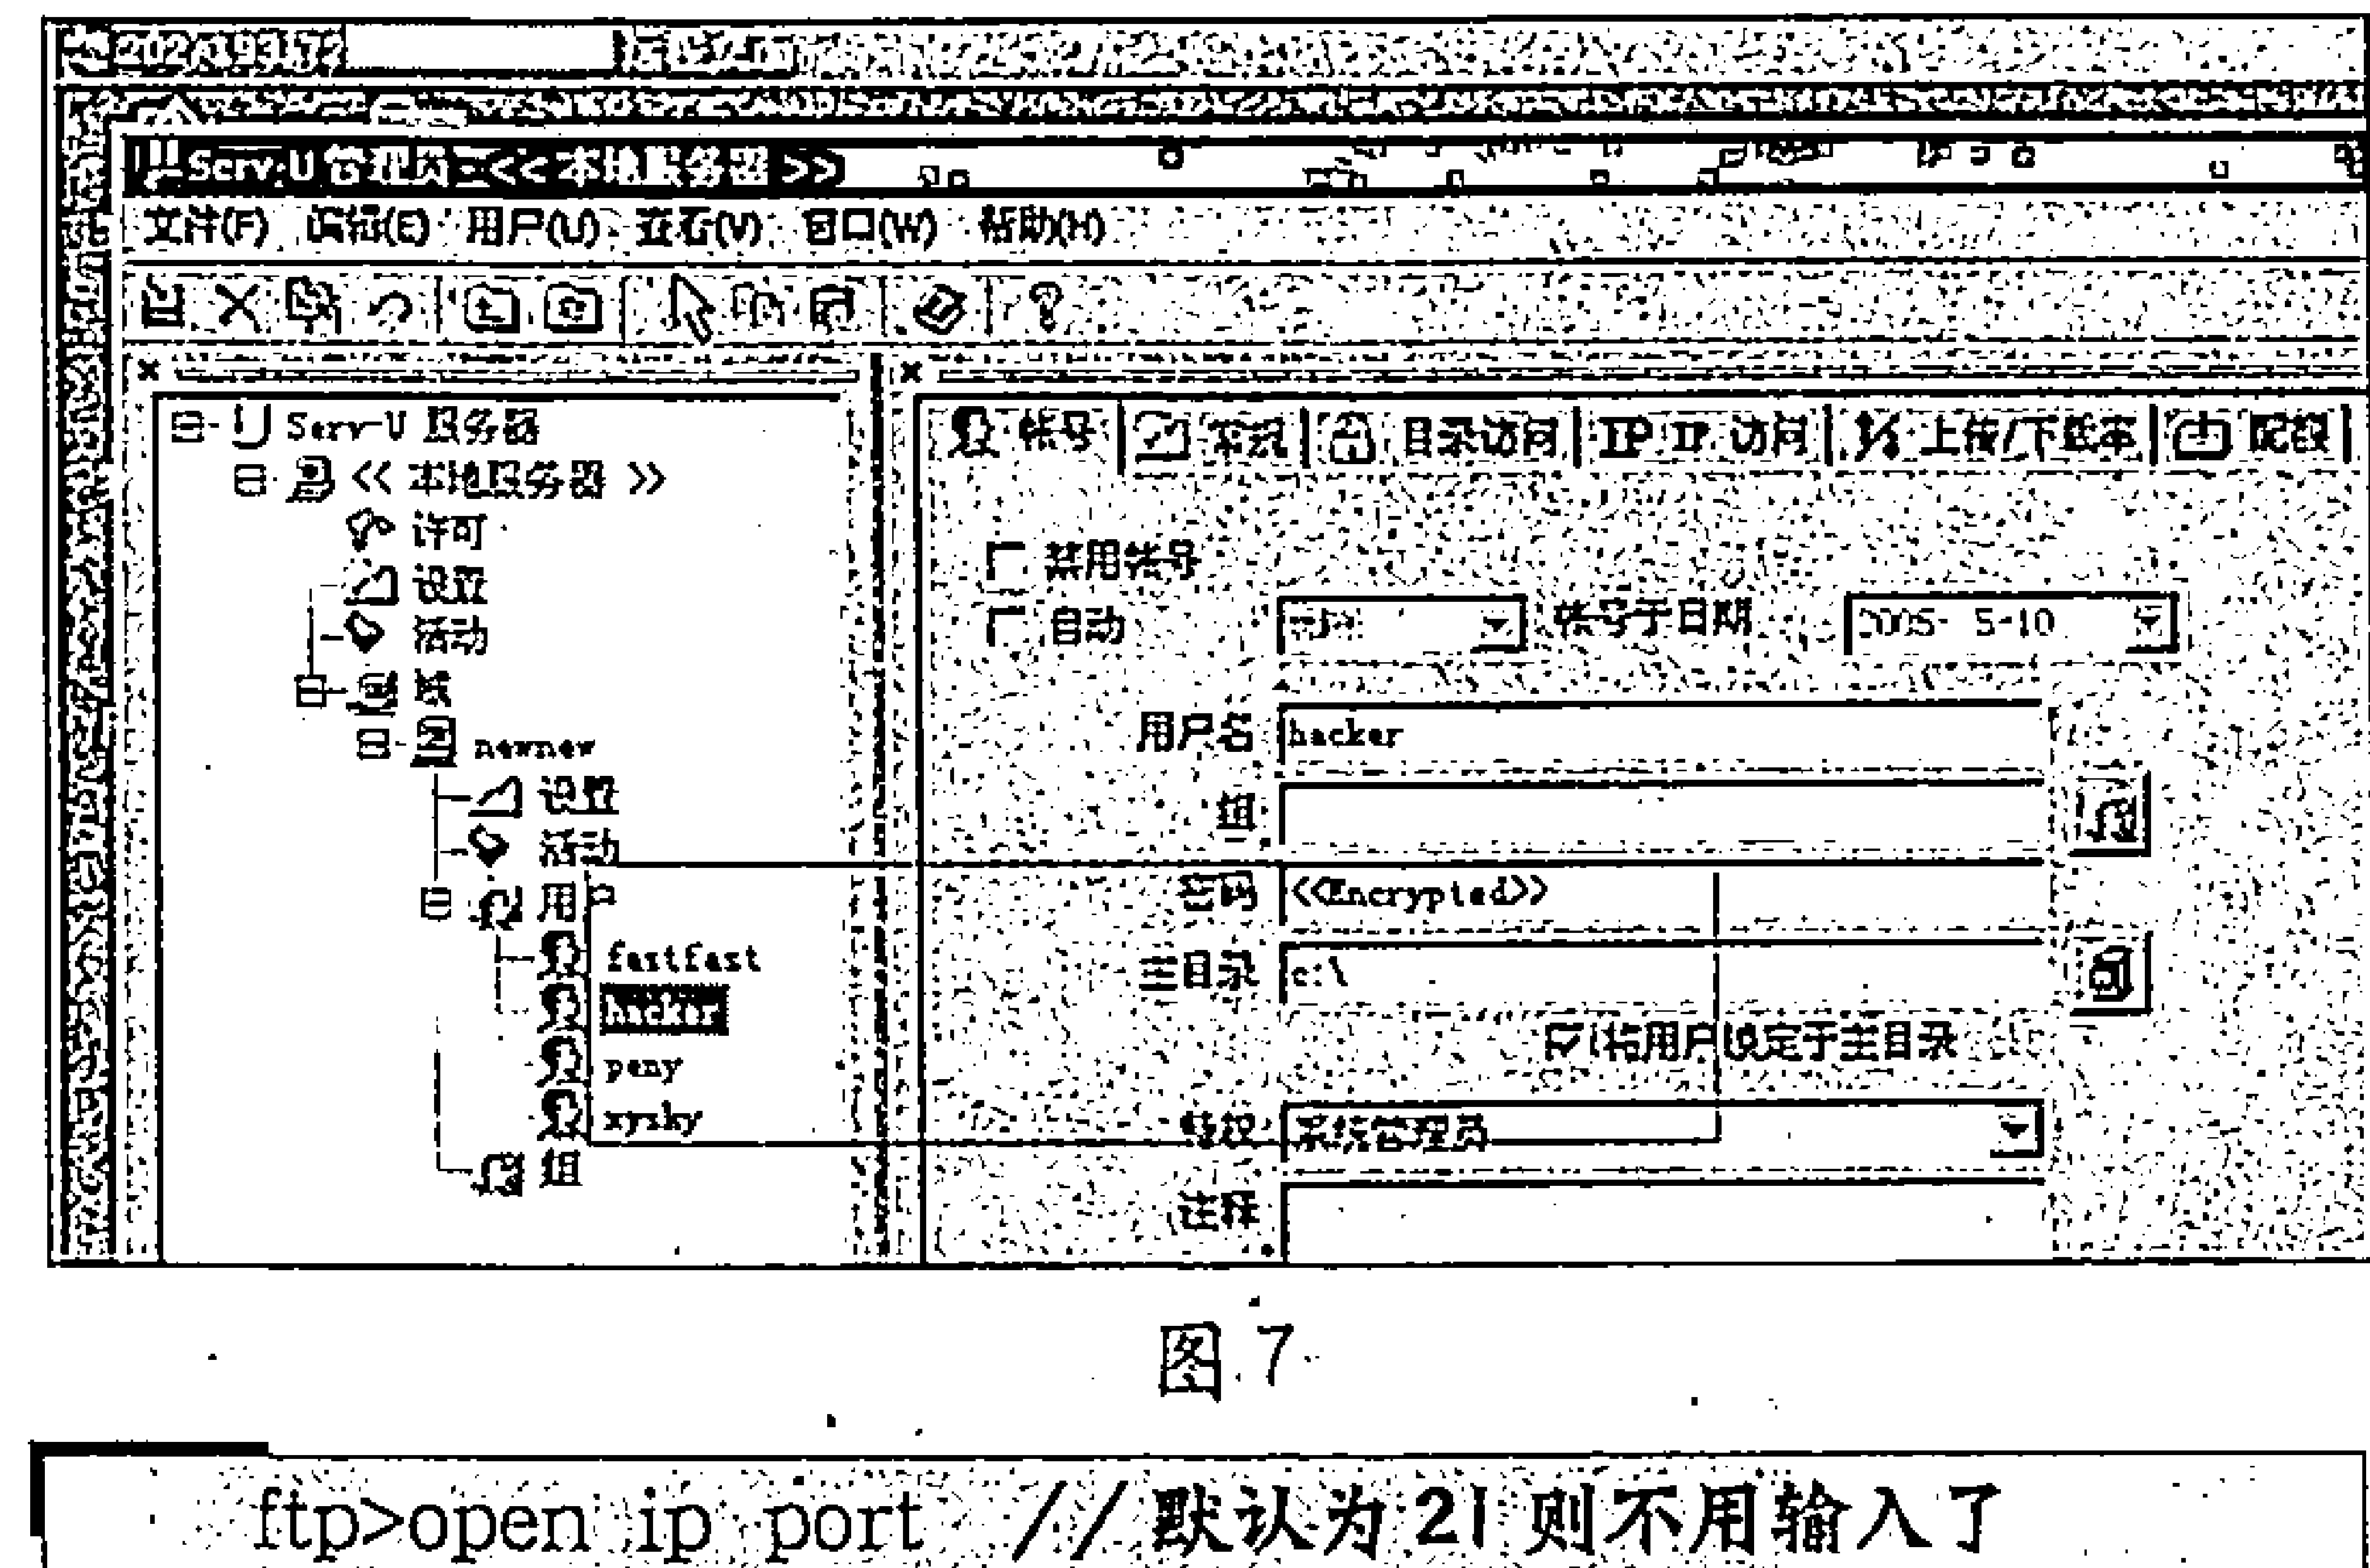 202.193.72
Serv-U 管理员 - << 本地服务器 >>
文件(F) 编辑(E) 用户(U) 查看(V) 窗口(W) 帮助(H)
Serv-U 服务器
<< 本地服务器 >>
许可
设置
活动
域
newnew
设置
活动
用户
fastfast
hacker
peny
xysky
组
帐号 常规 目录访问 IP IP 访问 上传/下载率 配额
禁用帐号
自动 帐号于日期 2005- 5-10
用户名 hacker
组
密码 <<Encrypted>>
主目录 c:\
将用户锁定于主目录
特权 系统管理员
注释
图 7
ftp>open ip port // 默认为 21 则不用输入了